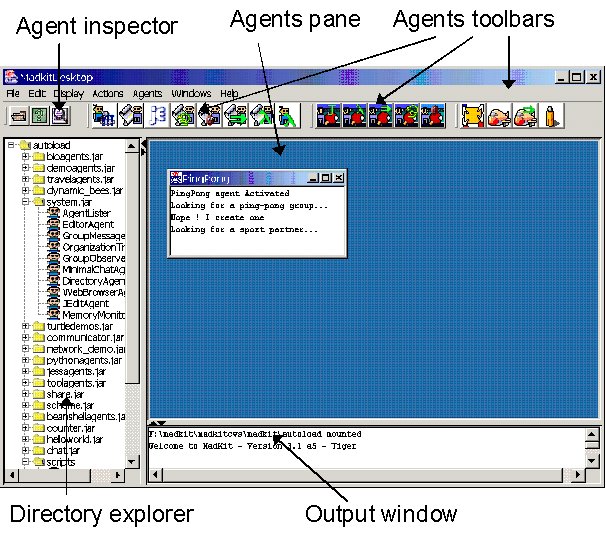 Agent inspector
Agents pane
Agents toolbars
MadkitDesktop
File Edit Display Actions Agents Windows Help
autoload
bioagents.jar
demoagents.jar
travelagents.jar
dynamic_bees.jar
system.jar
AgentLister
EditorAgent
GroupMessage
OrganizationTr
GroupObserve
MinimalChatAg
DirectoryAgen
WebBrowserAg
JEditAgent
MemoryMonito
turtledemos.jar
communicator.jar
network_demo.jar
pythonagents.jar
jessagents.jar
toolagents.jar
share.jar
scheme.jar
beanshellagents.jar
counter.jar
helloworld.jar
chat.jar
scripts
PingPong
PingPong agent Activated
Looking for a ping-pong group...
Nope ! I create one
Looking for a sport partner...
F:\madkit\madkitcvs\madkit\autoload mounted
Welcome to MadKit - Version 3.1 a5 - Tiger
Directory explorer
Output window